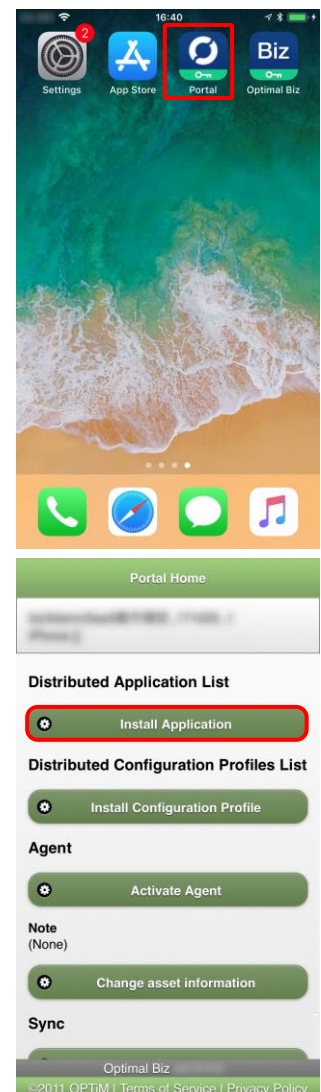 16:40
2
Biz
Settings App Store Portal Optimal Biz
Portal Home
Distributed Application List
Install Application
Distributed Configuration Profiles List
Install Configuration Profile
Agent
Activate Agent
Note
(None)
Change asset information
Sync
Optimal Biz
©2011 OPTiM | Terms of Service | Privacy Policy